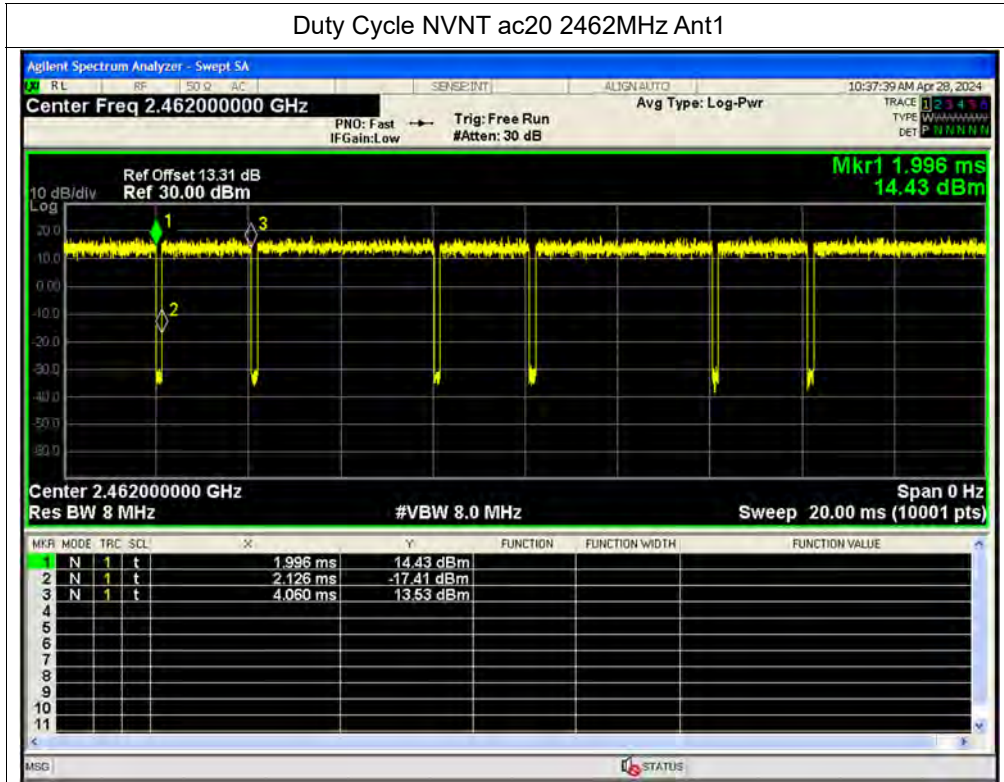 Duty Cycle NVNT ac20 2462MHz Ant1
Agilent Spectrum Analyzer - Swept SA
RL RF 50 Ω AC SENSE:INT ALIGN AUTO 10:37:39 AM Apr 28, 2024
Center Freq 2.462000000 GHz
Avg Type: Log-Pwr
TRACE 1 2 3 4 5 6
PNO: Fast Trig: Free Run
TYPE W
IFGain:Low #Atten: 30 dB
DET P N N N N N
Mkr1 1.996 ms
Ref Offset 13.31 dB
10 dB/div Ref 30.00 dBm 14.43 dBm
Log
20.0
1
3
10.0
0.00
-10.0
2
-20.0
-30.0
-40.0
-50.0
-60.0
Center 2.462000000 GHz Span 0 Hz
Res BW 8 MHz #VBW 8.0 MHz Sweep 20.00 ms (10001 pts)
MKR MODE TRC SCL X Y FUNCTION FUNCTION WIDTH FUNCTION VALUE
1 N 1 t 1.996 ms 14.43 dBm
2 N 1 t 2.126 ms -17.41 dBm
3 N 1 t 4.060 ms 13.53 dBm
4
5
6
7
8
9
10
11
MSG STATUS